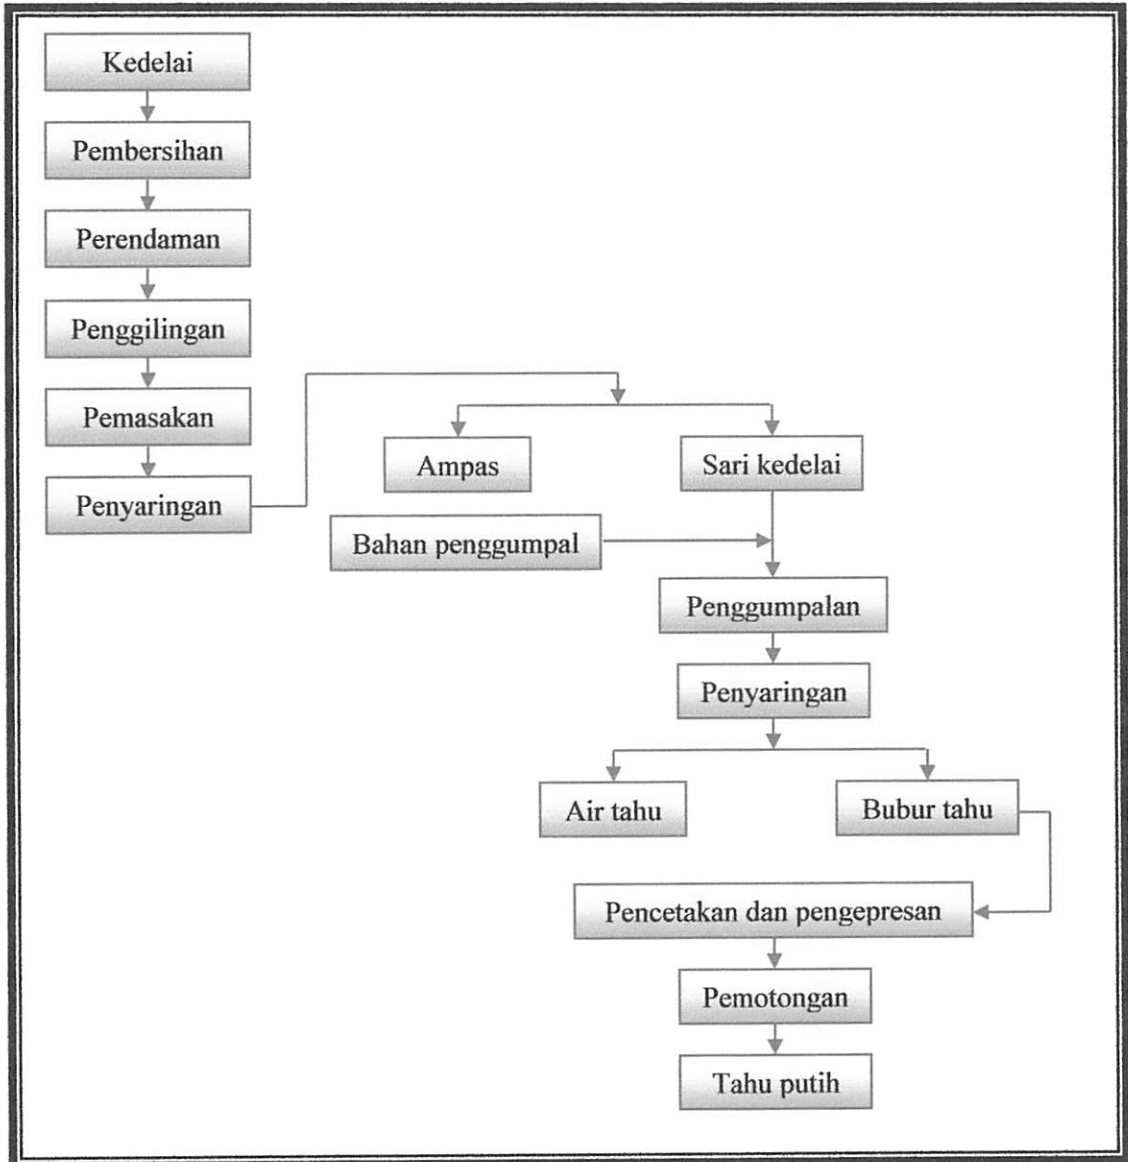 Kedelai
Pembersihan
Perendaman
Penggilingan
Pemasakan
Penyaringan
Ampas
Sari kedelai
Bahan penggumpal
Penggumpalan
Penyaringan
Air tahu
Bubur tahu
Pencetakan dan pengepresan
Pemotongan
Tahu putih